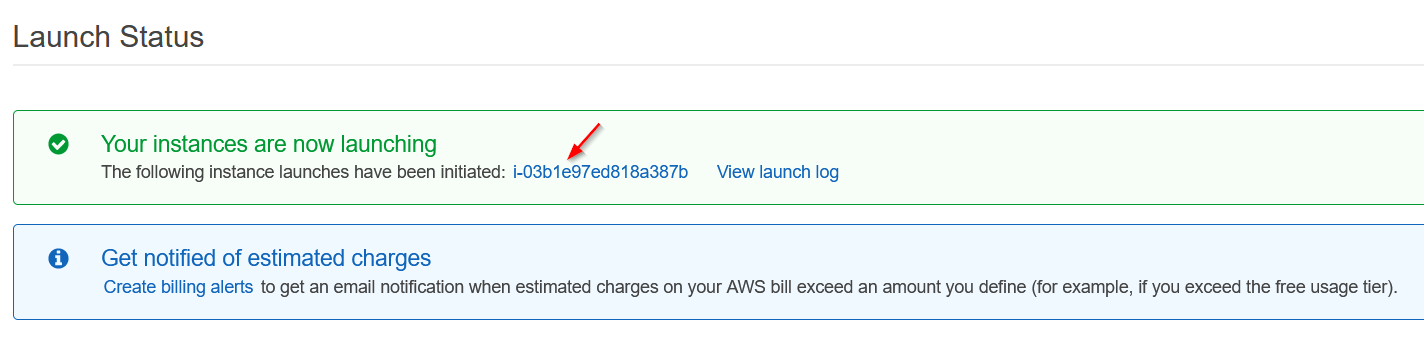 Launch Status
Your instances are now launching
The following instance launches have been initiated: i-03b1e97ed818a387b View launch log
Get notified of estimated charges
Create billing alerts to get an email notification when estimated charges on your AWS bill exceed an amount you define (for example, if you exceed the free usage tier).